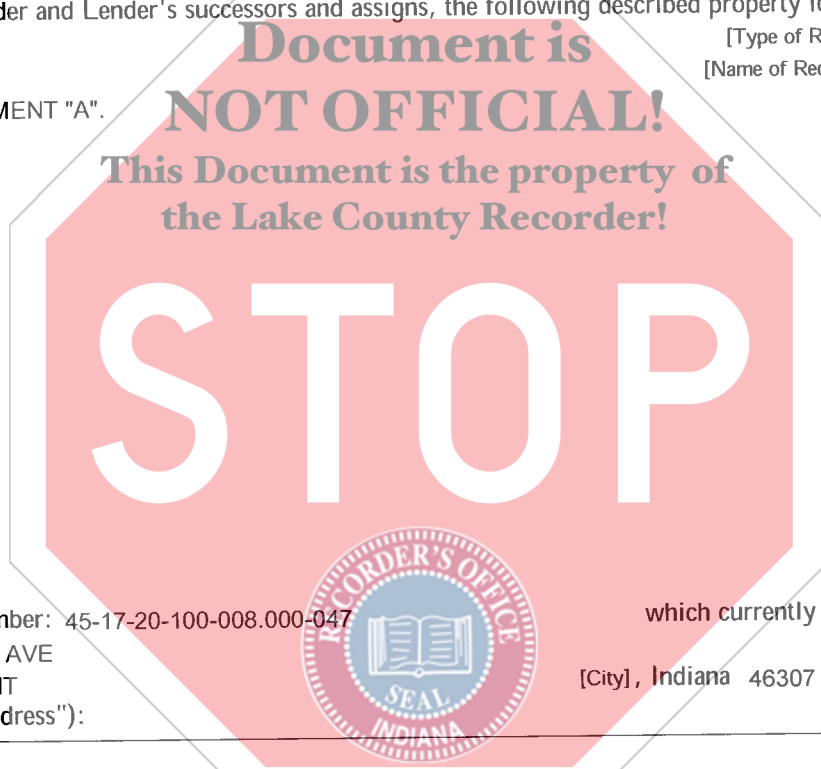 der and Lender's successors and assigns, the following described property
[Type of R
Document is
[Name of Rec
MENT "A".
NOT OFFICIAL!
This Document is the property of
the Lake County Recorder!
STOP
RECORDER'S OFFICE
SEAL
INDIANA
mber: 45-17-20-100-008.000-047
which currently
AVE
[City], Indiana 46307
dress"):